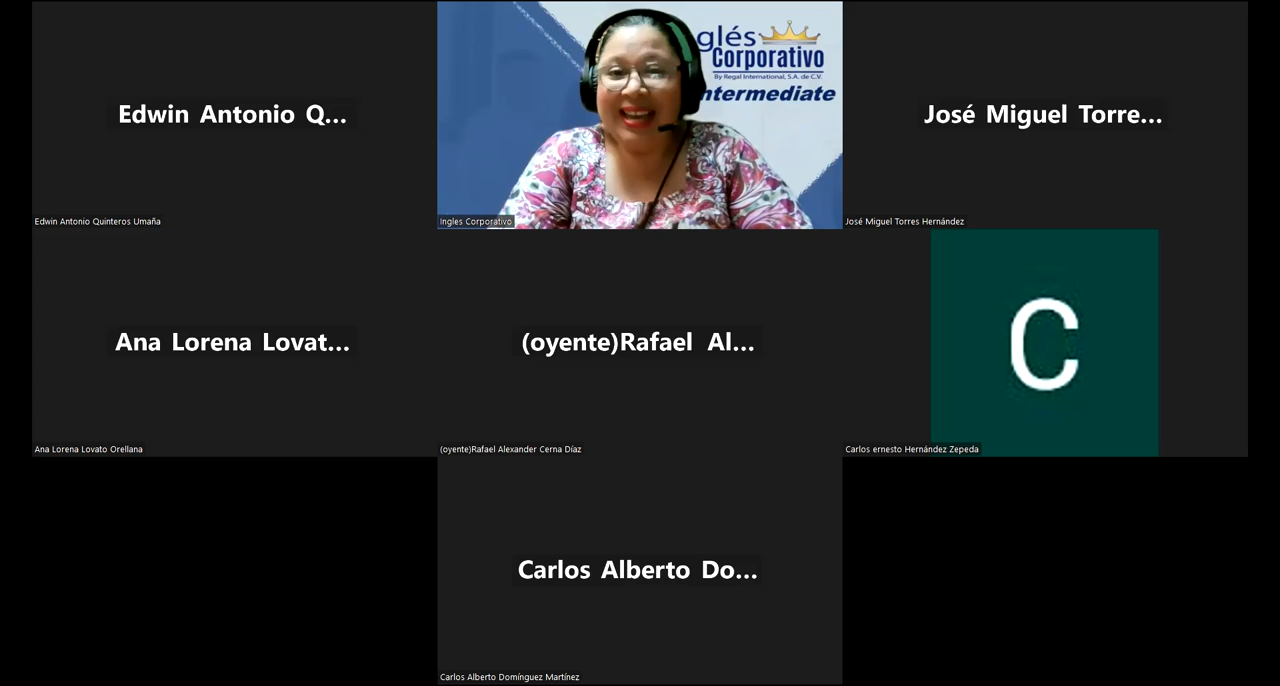 Edwin Antonio Q...
Edwin Antonio Quinteros Umaña
glés
Corporativo
By Regal International, S.A. de C.V.
ntermediate
Ingles Corporativo
José Miguel Torre...
José Miguel Torres Hernández
Ana Lorena Lovat...
Ana Lorena Lovato Orellana
(oyente)Rafael Al...
(oyente)Rafael Alexander Cerna Díaz
C
Carlos ernesto Hernández Zepeda
Carlos Alberto Do...
Carlos Alberto Domínguez Martínez